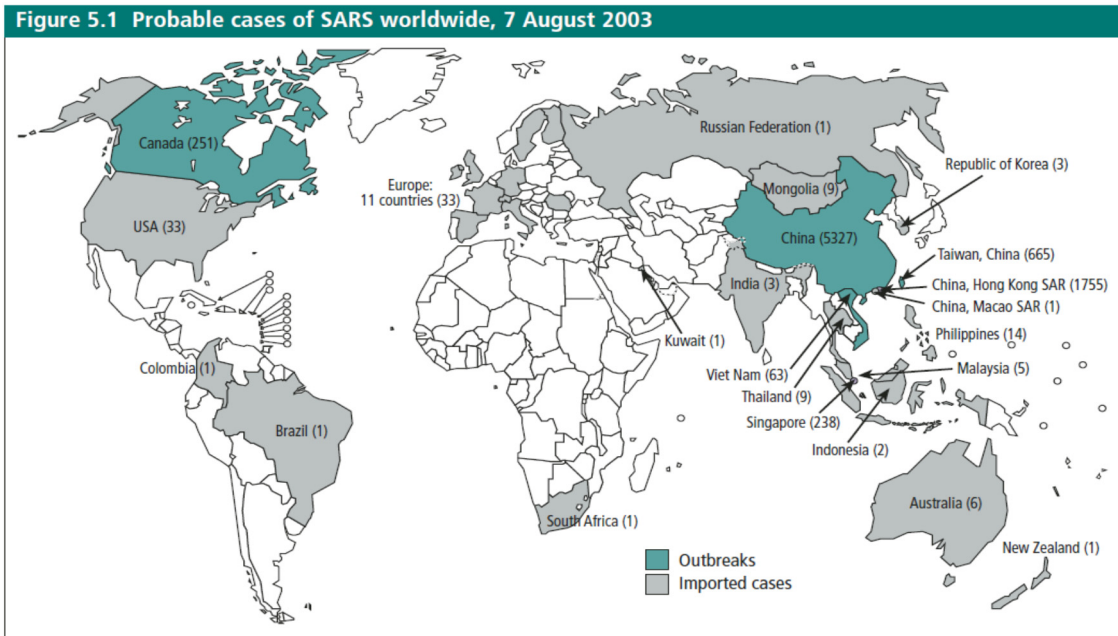 Figure 5.1 Probable cases of SARS worldwide, 7 August 2003
Canada (251)
USA (33)
Colombia (1)
Brazil (1)
Europe:
11 countries (33)
Russian Federation (1)
Mongolia (9)
China (5327)
India (3)
Kuwait (1)
South Africa (1)
Republic of Korea (3)
Taiwan, China (665)
China, Hong Kong SAR (1755)
China, Macao SAR (1)
Philippines (14)
Viet Nam (63)
Malaysia (5)
Thailand (9)
Singapore (238)
Indonesia (2)
Australia (6)
New Zealand (1)
Outbreaks
Imported cases